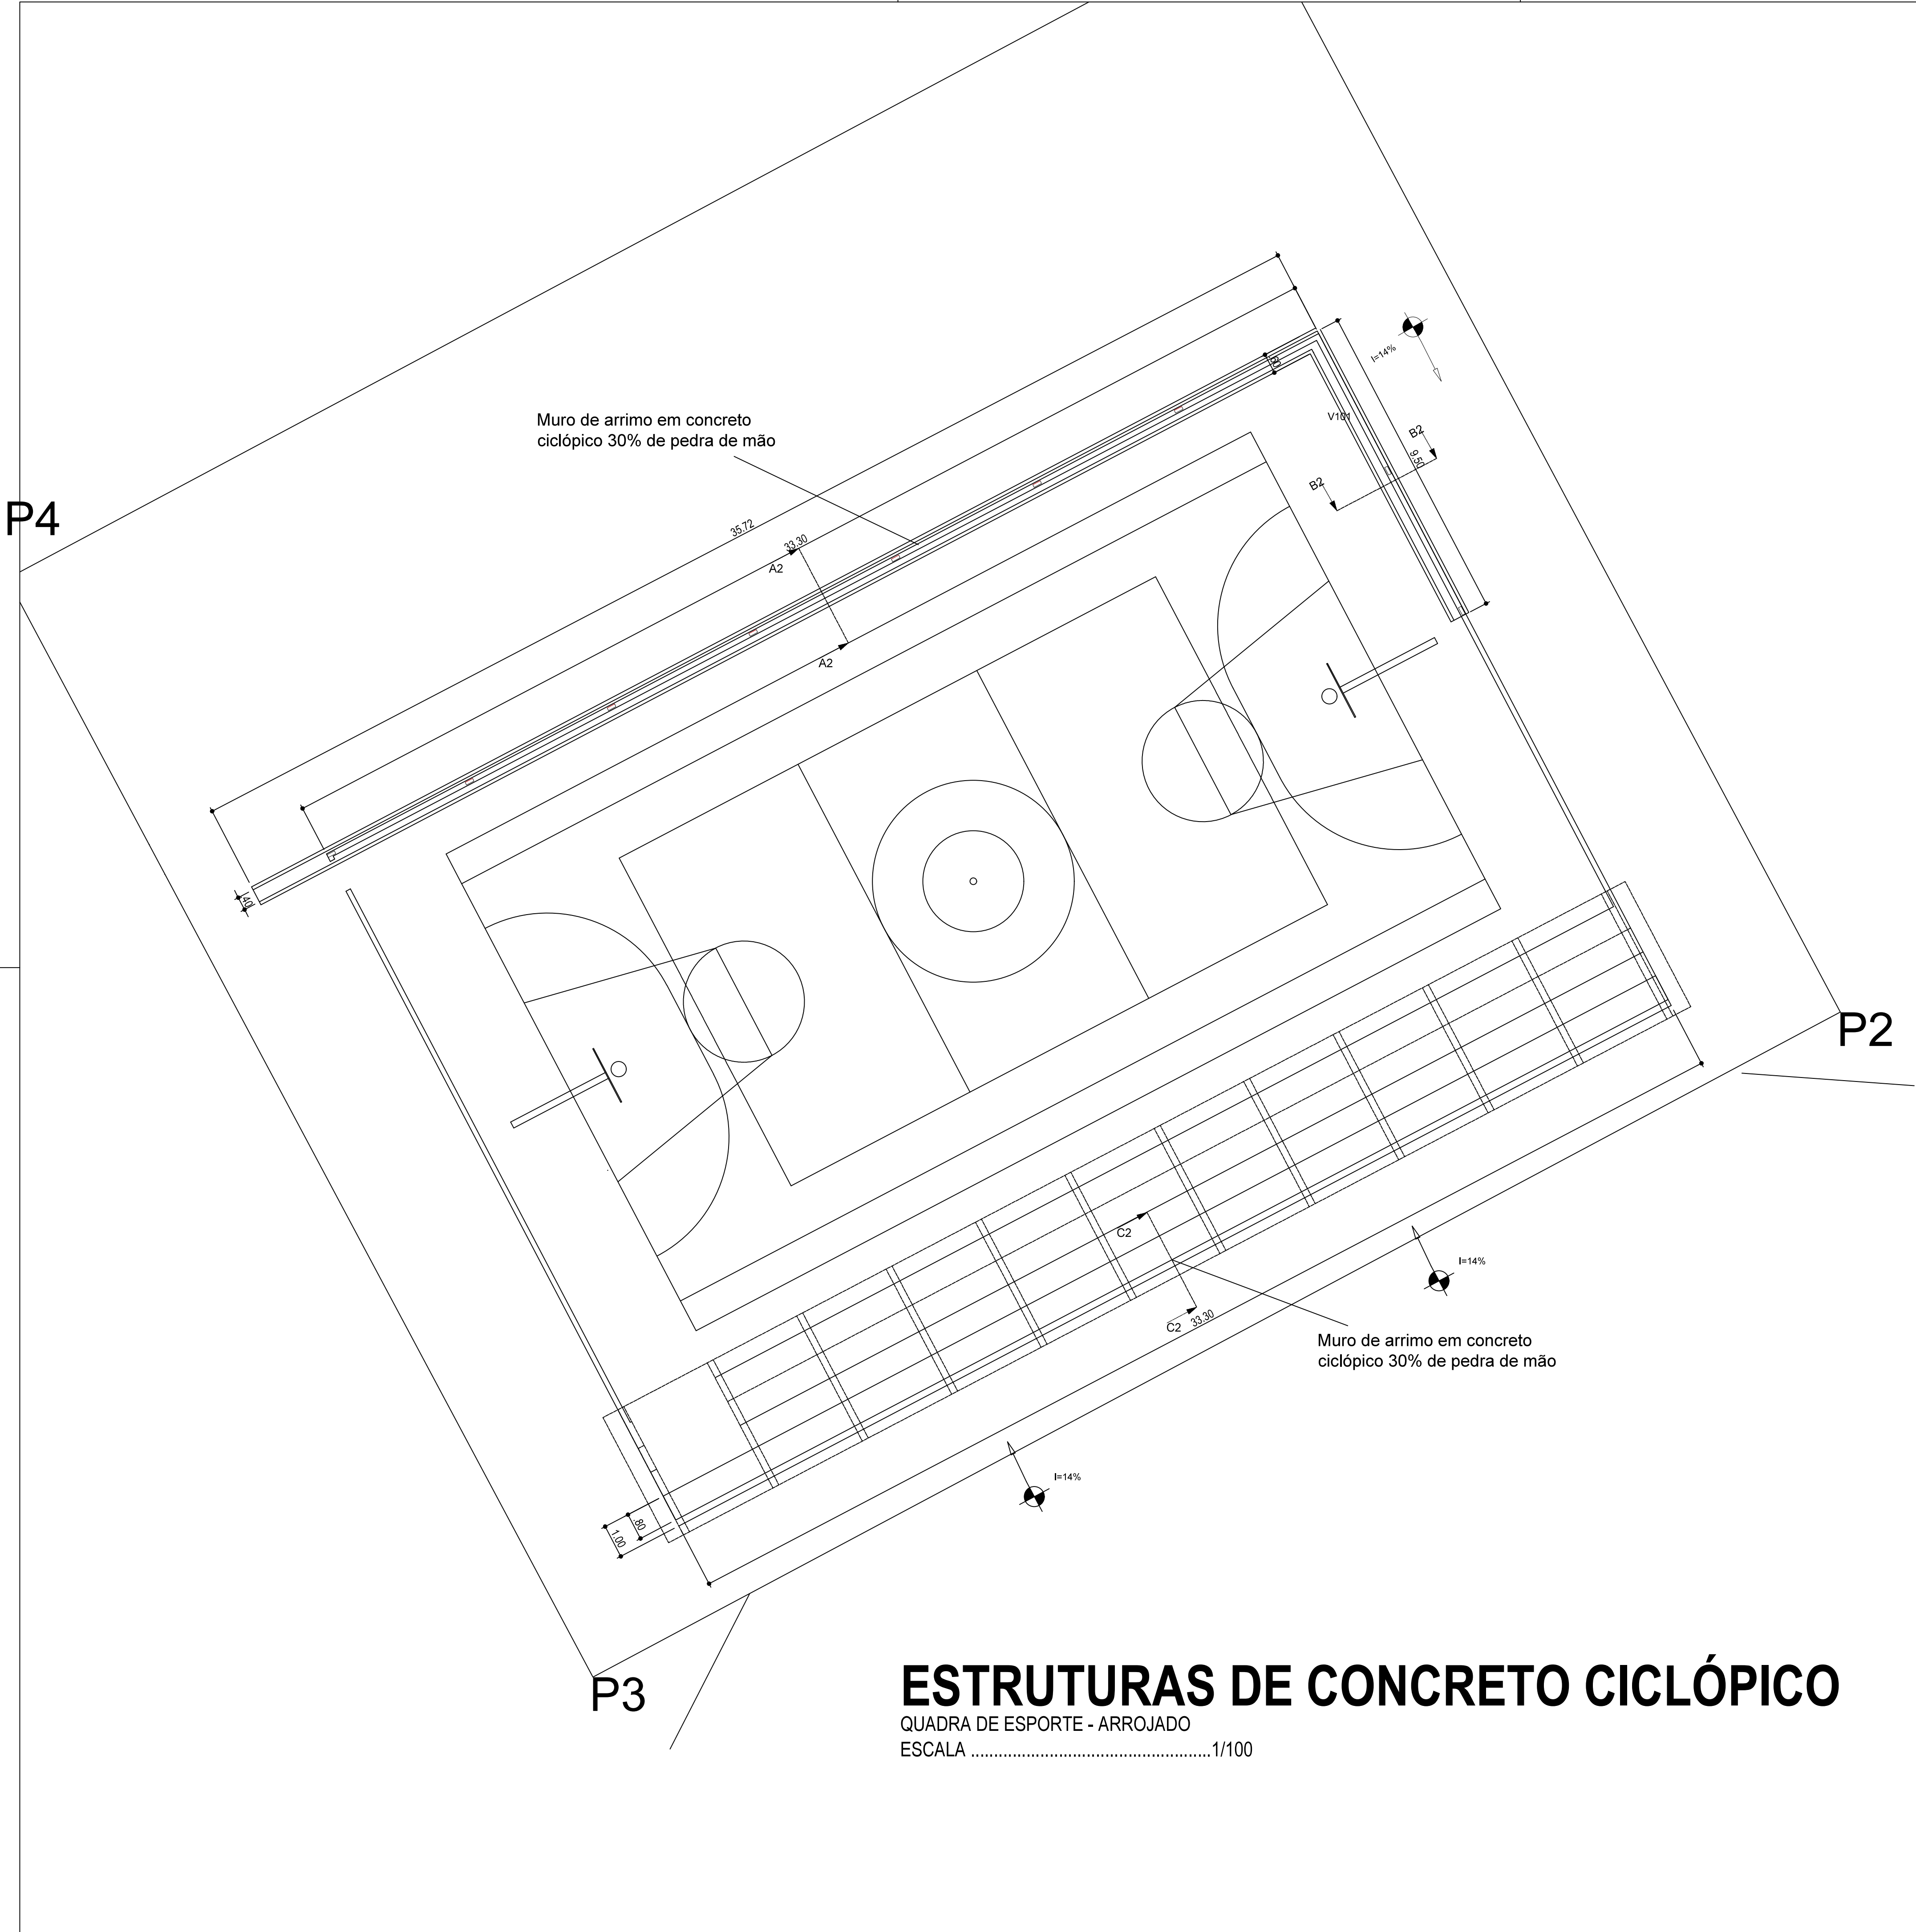 I=14%
.60
V101
Muro de arrimo em concreto
ciclópico 30% de pedra de mão
B2
9.50
B2
P4
35.72
33.30
A2
A2
.40
P2
C2
I=14%
C2
33.30
Muro de arrimo em concreto
ciclópico 30% de pedra de mão
I=14%
.80
1.00
P3
ESTRUTURAS DE CONCRETO CICLÓPICO
QUADRA DE ESPORTE - ARROJADO
ESCALA ....................................................1/100